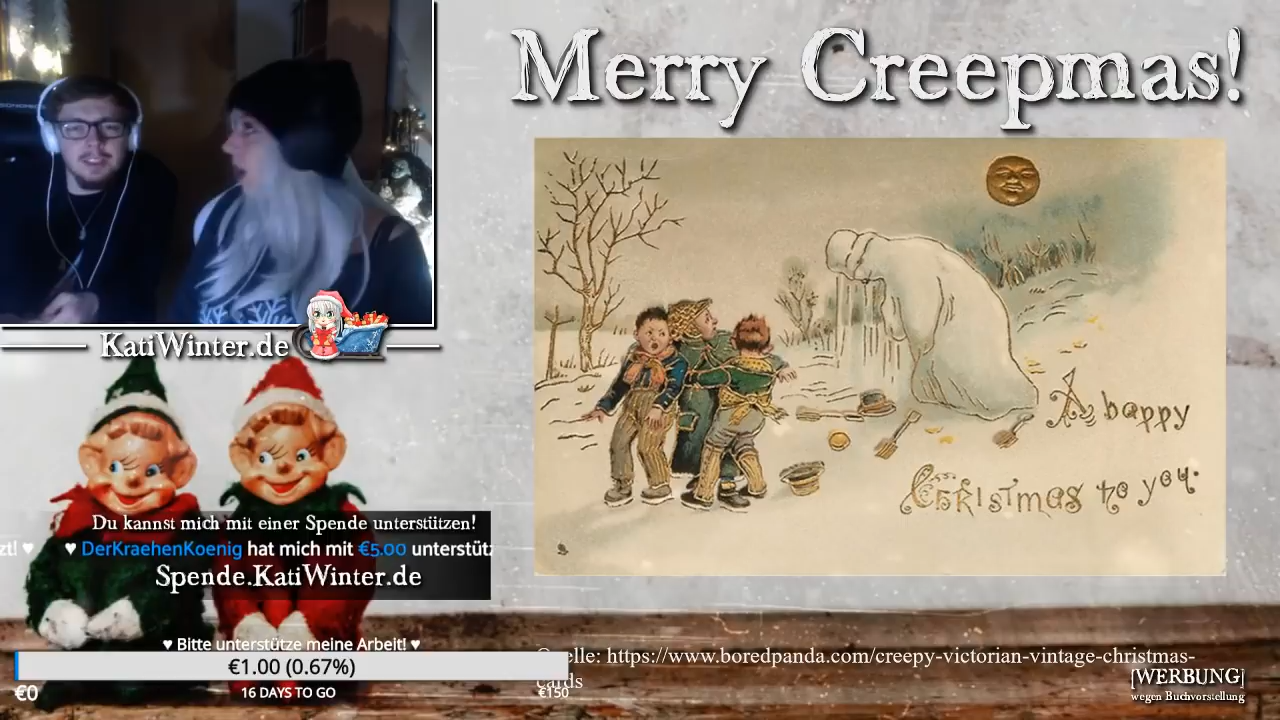 Merry Creepmas!
A happy
Christmas to you.
KatiWinter.de
Du kannst mich mit einer Spende unterstützen!
zt! ♥ ♥ DerKraehenKoenig hat mich mit €5.00 unterstütz
Spende.KatiWinter.de
♥ Bitte unterstütze meine Arbeit! ♥
€1.00 (0.67%)
€0 16 DAYS TO GO €150
Quelle: https://www.boredpanda.com/creepy-victorian-vintage-christmas-
cards
[WERBUNG]
wegen Buchvorstellung